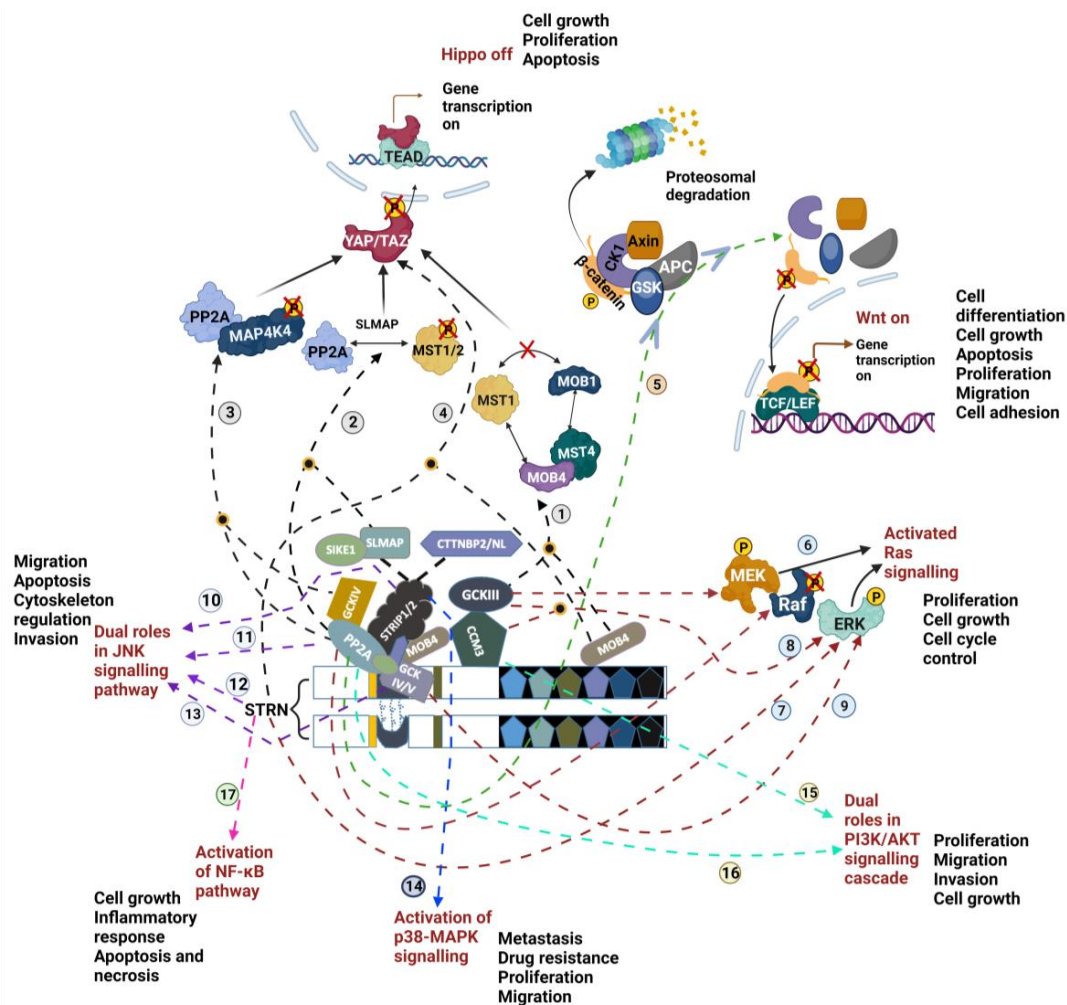 Cell growth
Hippo off Proliferation
Apoptosis
Gene
transcription
on
TEAD
P
YAP/TAZ
Proteosomal
degradation
Axin
CK1
APC
β-catenin
GSK
P
P
PP2A
P
MAP4K4
SLMAP
PP2A
P
MST1/2
MST1
MOB1
MST4
MOB4
3
2
4
5
1
Wnt on
P
Gene
transcription
on
TCF/LEF
Cell
differentiation
Cell growth
Apoptosis
Proliferation
Migration
Cell adhesion
SIKE1
SLMAP
CTTNBP2/NL
GCKIV
STRIP1/2
GCKIII
PP2A
MOB4
CCM3
MOB4
GCK
IV/V
STRN
Migration
Apoptosis
Cytoskeleton
regulation
Invasion
Dual roles
in JNK
signalling
pathway
10
11
12
13
P
MEK
6
Raf
P
ERK
P
Activated
Ras
signalling
Proliferation
Cell growth
Cell cycle
control
8
7
9
17
Activation
of NF-κB
pathway
Cell growth
Inflammatory
response
Apoptosis and
necrosis
14
Activation of
p38-MAPK
signalling
Metastasis
Drug resistance
Proliferation
Migration
15
16
Dual
roles in
PI3K/AKT
signalling
cascade
Proliferation
Migration
Invasion
Cell growth